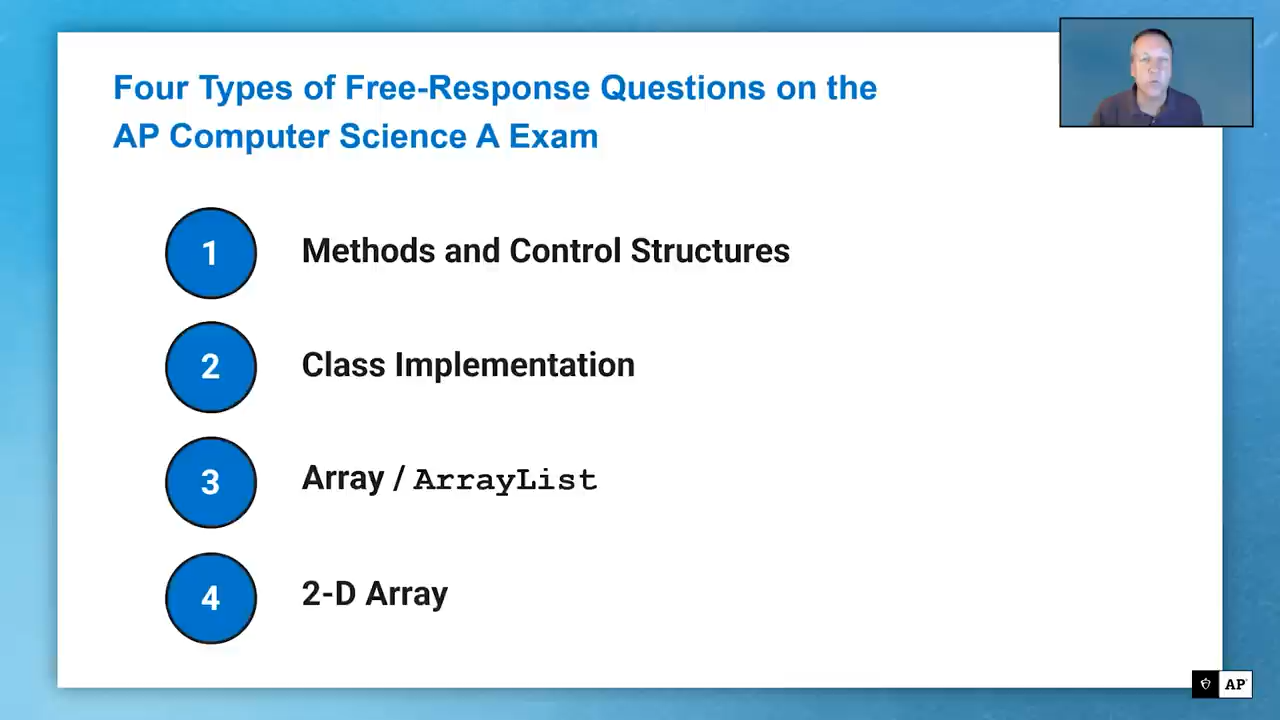 Four Types of Free-Response Questions on the
AP Computer Science A Exam
1 Methods and Control Structures
2 Class Implementation
3 Array / ArrayList
4 2-D Array
AP